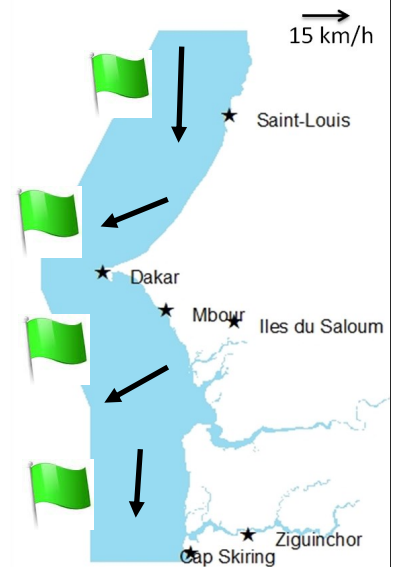 15 km/h
Saint-Louis
Dakar
Mbour
Iles du Saloum
Ziguinchor
Cap Skiring